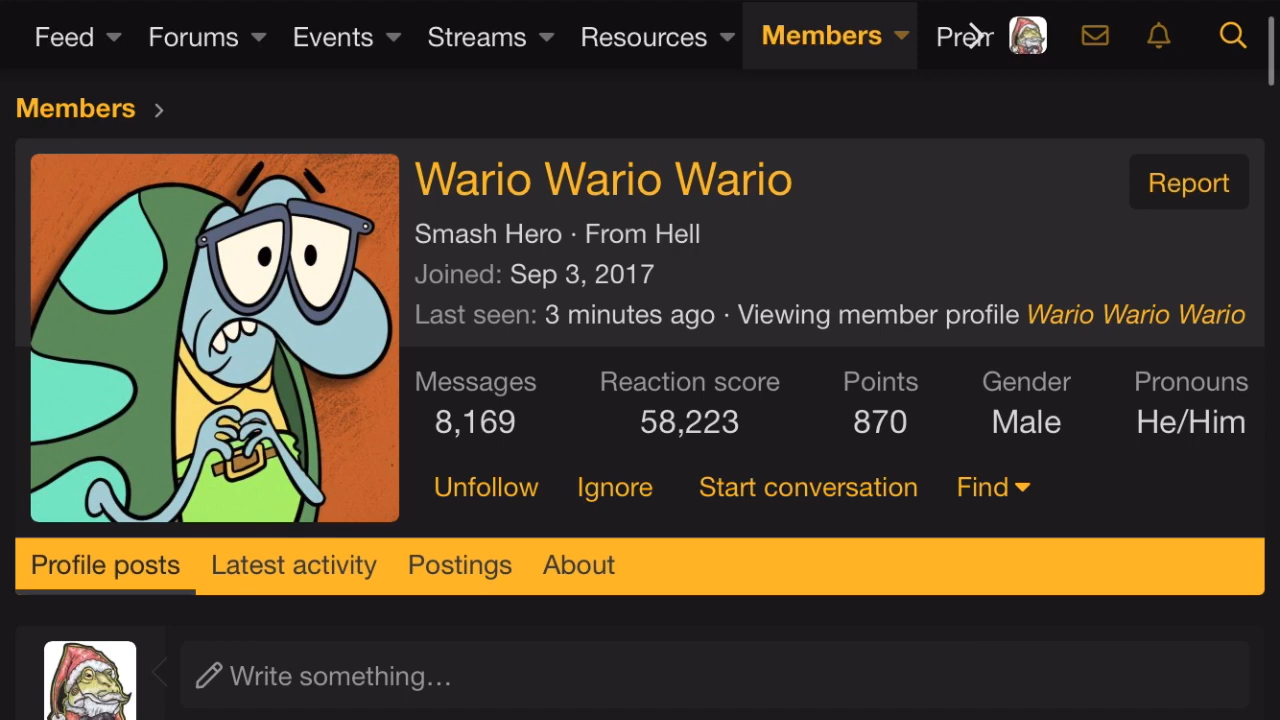 Feed Forums Events Streams Resources Members
Members
Wario Wario Wario
Report
Smash Hero · From Hell
Joined: Sep 3, 2017
Last seen: 3 minutes ago · Viewing member profile Wario Wario Wario
Messages Reaction score Points Gender Pronouns
8,169 58,223 870 Male He/Him
Unfollow Ignore Start conversation Find
Profile posts Latest activity Postings About
Write something…